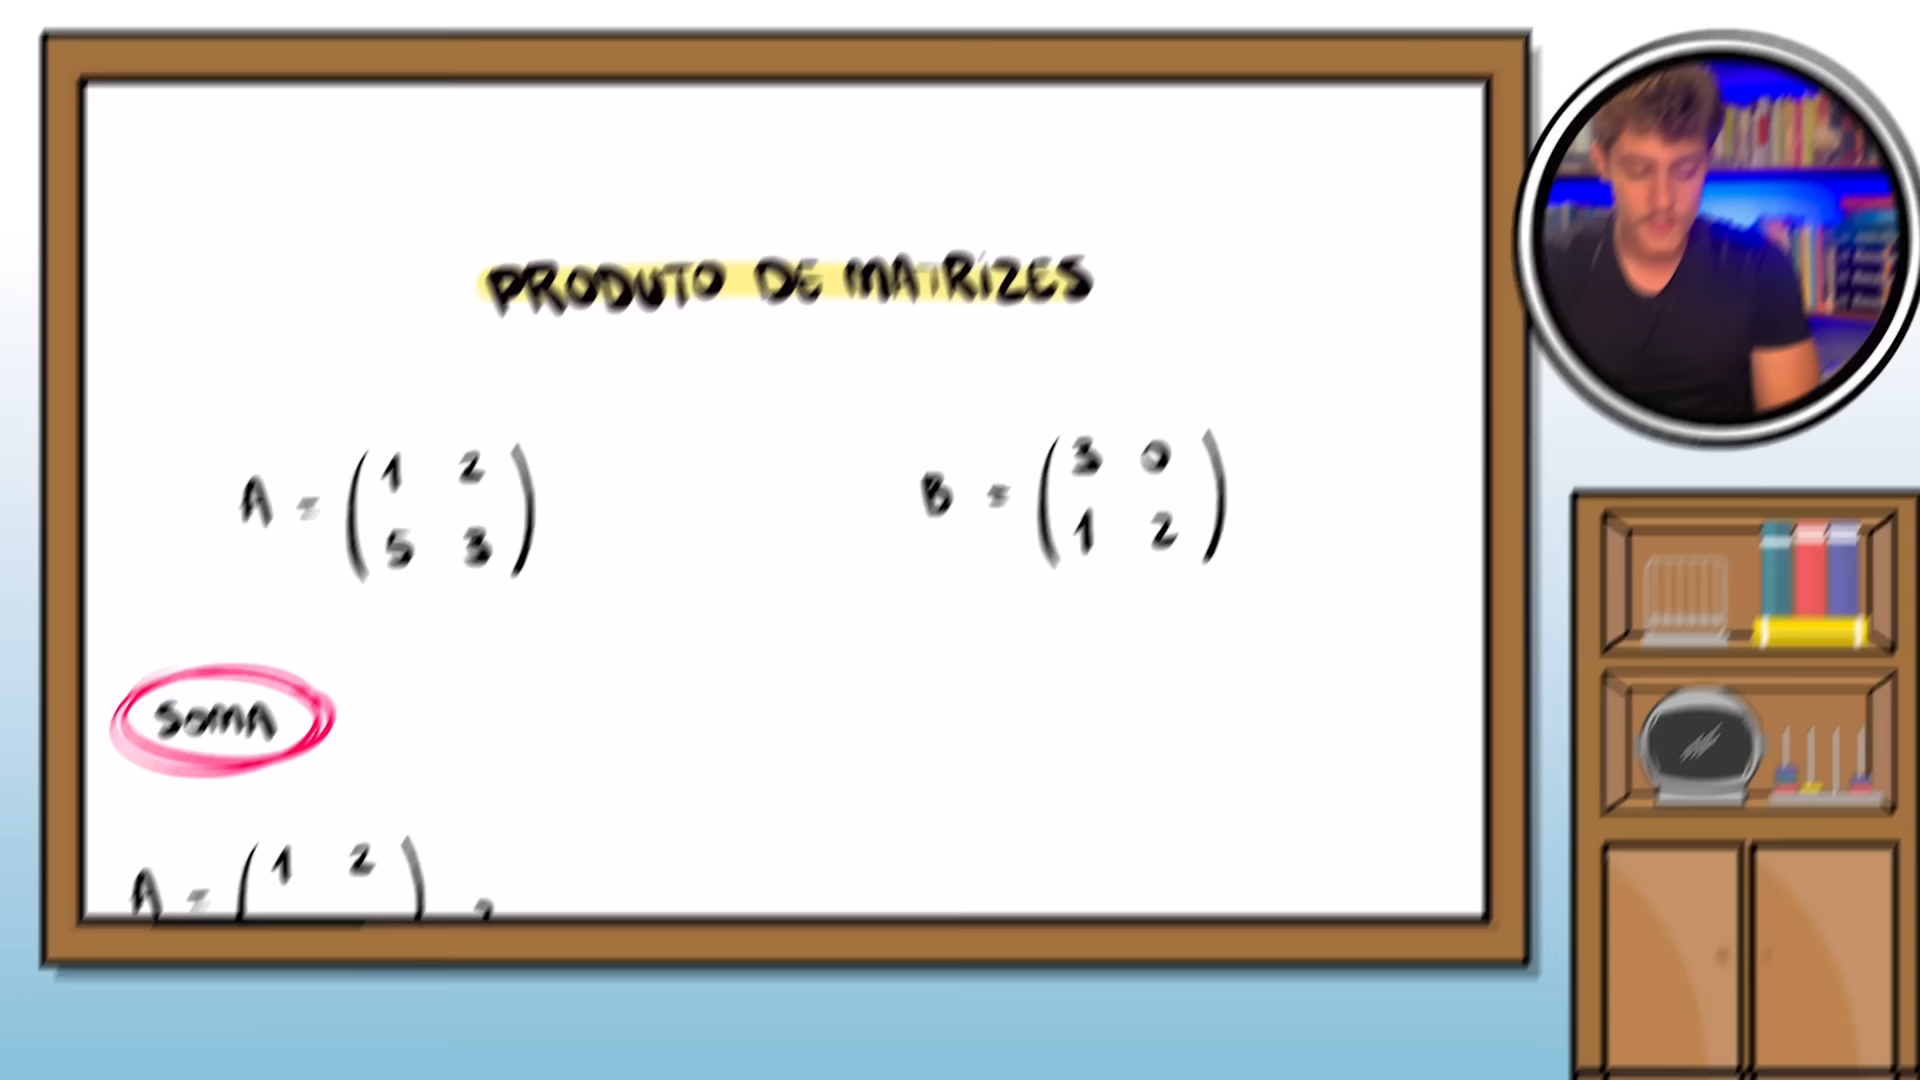 PRODUTO DE MATRIZES
A = ( 1 2 ) B = ( 3 0 )
5 3 1 2
SOMA
A = ( 1 2 )